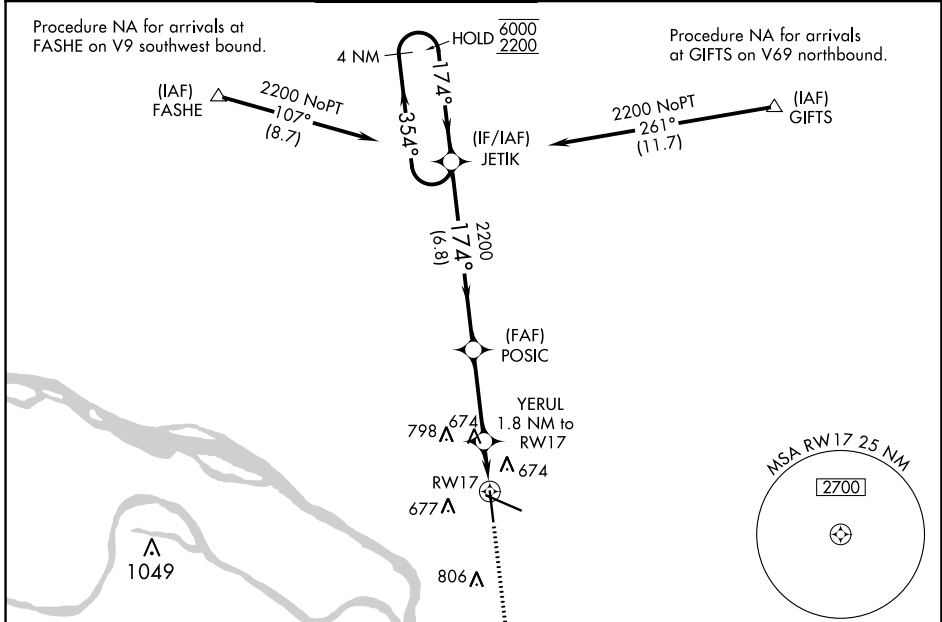 Procedure NA for arrivals at
FASHE on V9 southwest bound.
HOLD 6000
2200
4 NM
Procedure NA for arrivals
at GIFTS on V69 northbound.
(IAF)
FASHE
2200 NoPT
107°
(8.7)
174°
354°
(IF/IAF)
JETIK
2200 NoPT
261°
(11.7)
(IAF)
GIFTS
2200
174°
(6.8)
(FAF)
POSIC
YERUL
1.8 NM to
RW17
798
674
674
RW17
677
806
1049
MSA RW17 25 NM
2700